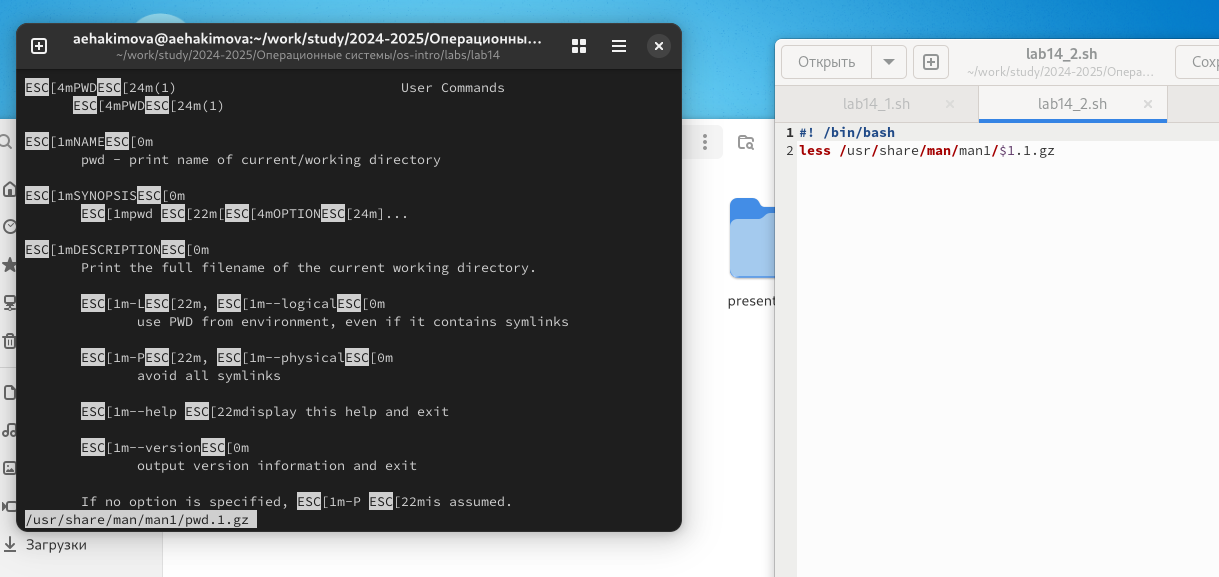 aehakimova@aehakimova:~/work/study/2024-2025/Операционны…
~/work/study/2024-2025/Операционные системы/os-intro/labs/lab14
ESC[4mPWDESC[24m(1) User Commands
ESC[4mPWDESC[24m(1)
ESC[1mNAMEESC[0m
pwd - print name of current/working directory
ESC[1mSYNOPSISESC[0m
ESC[1mpwd ESC[22m[ESC[4mOPTIONESC[24m]...
ESC[1mDESCRIPTIONESC[0m
Print the full filename of the current working directory.
ESC[1m-LESC[22m, ESC[1m--logicalESC[0m
use PWD from environment, even if it contains symlinks
ESC[1m-PESC[22m, ESC[1m--physicalESC[0m
avoid all symlinks
ESC[1m--help ESC[22mdisplay this help and exit
ESC[1m--versionESC[0m
output version information and exit
If no option is specified, ESC[1m-P ESC[22mis assumed.
/usr/share/man/man1/pwd.1.gz
Загрузки
present
Открыть
lab14_2.sh
~/work/study/2024-2025/Опера…
Сохр
lab14_1.sh
lab14_2.sh
1 #! /bin/bash
2 less /usr/share/man/man1/$1.1.gz